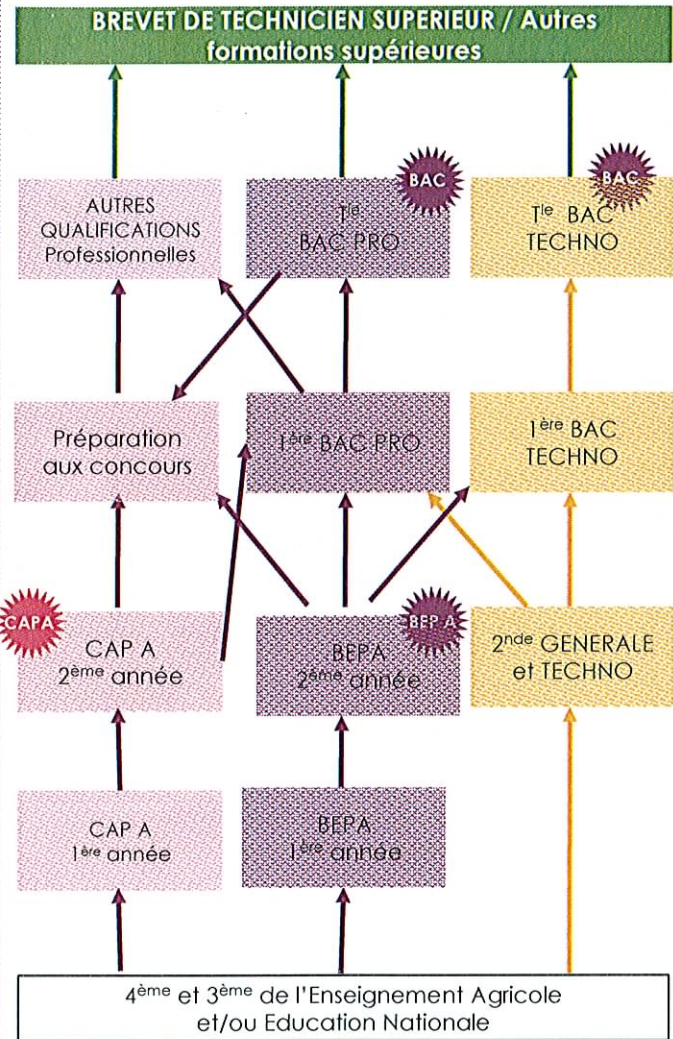 BREVET DE TECHNICIEN SUPERIEUR / Autres
formations supérieures
BAC
BAC
AUTRES
QUALIFICATIONS
Professionnelles
Tle
BAC PRO
Tle BAC
TECHNO
Préparation
aux concours
1ère BAC PRO
1ère BAC
TECHNO
CAPA
CAP A
2ème année
BEP A
BEPA
2ème année
2nde GENERALE
et TECHNO
CAP A
1ère année
BEPA
1ère année
4ème et 3ème de l'Enseignement Agricole
et/ou Education Nationale